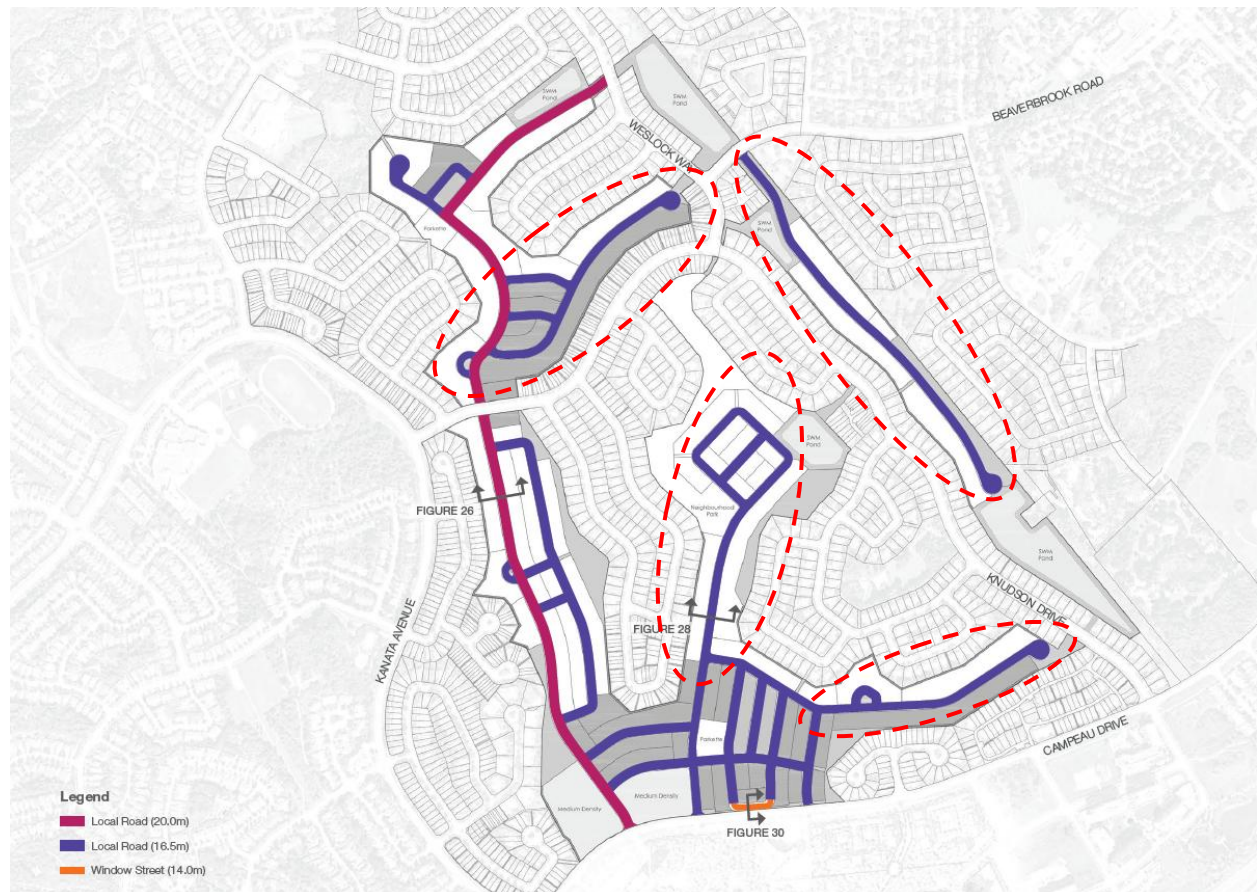 BEAVERBROOK ROAD
SWM
Pond
SWM
Pond
WESLOCK WA
Parkette
SWM
Pond
FIGURE 26
SWM
Pond
Neighbourhood
Park
SWM
Pond
KNUDSON DRIVE
FIGURE 28
KANATA AVENUE
CAMPEAU DRIVE
Parkette
Medium Density
Medium Density
FIGURE 30
Legend
Local Road (20.0m)
Local Road (16.5m)
Window Street (14.0m)